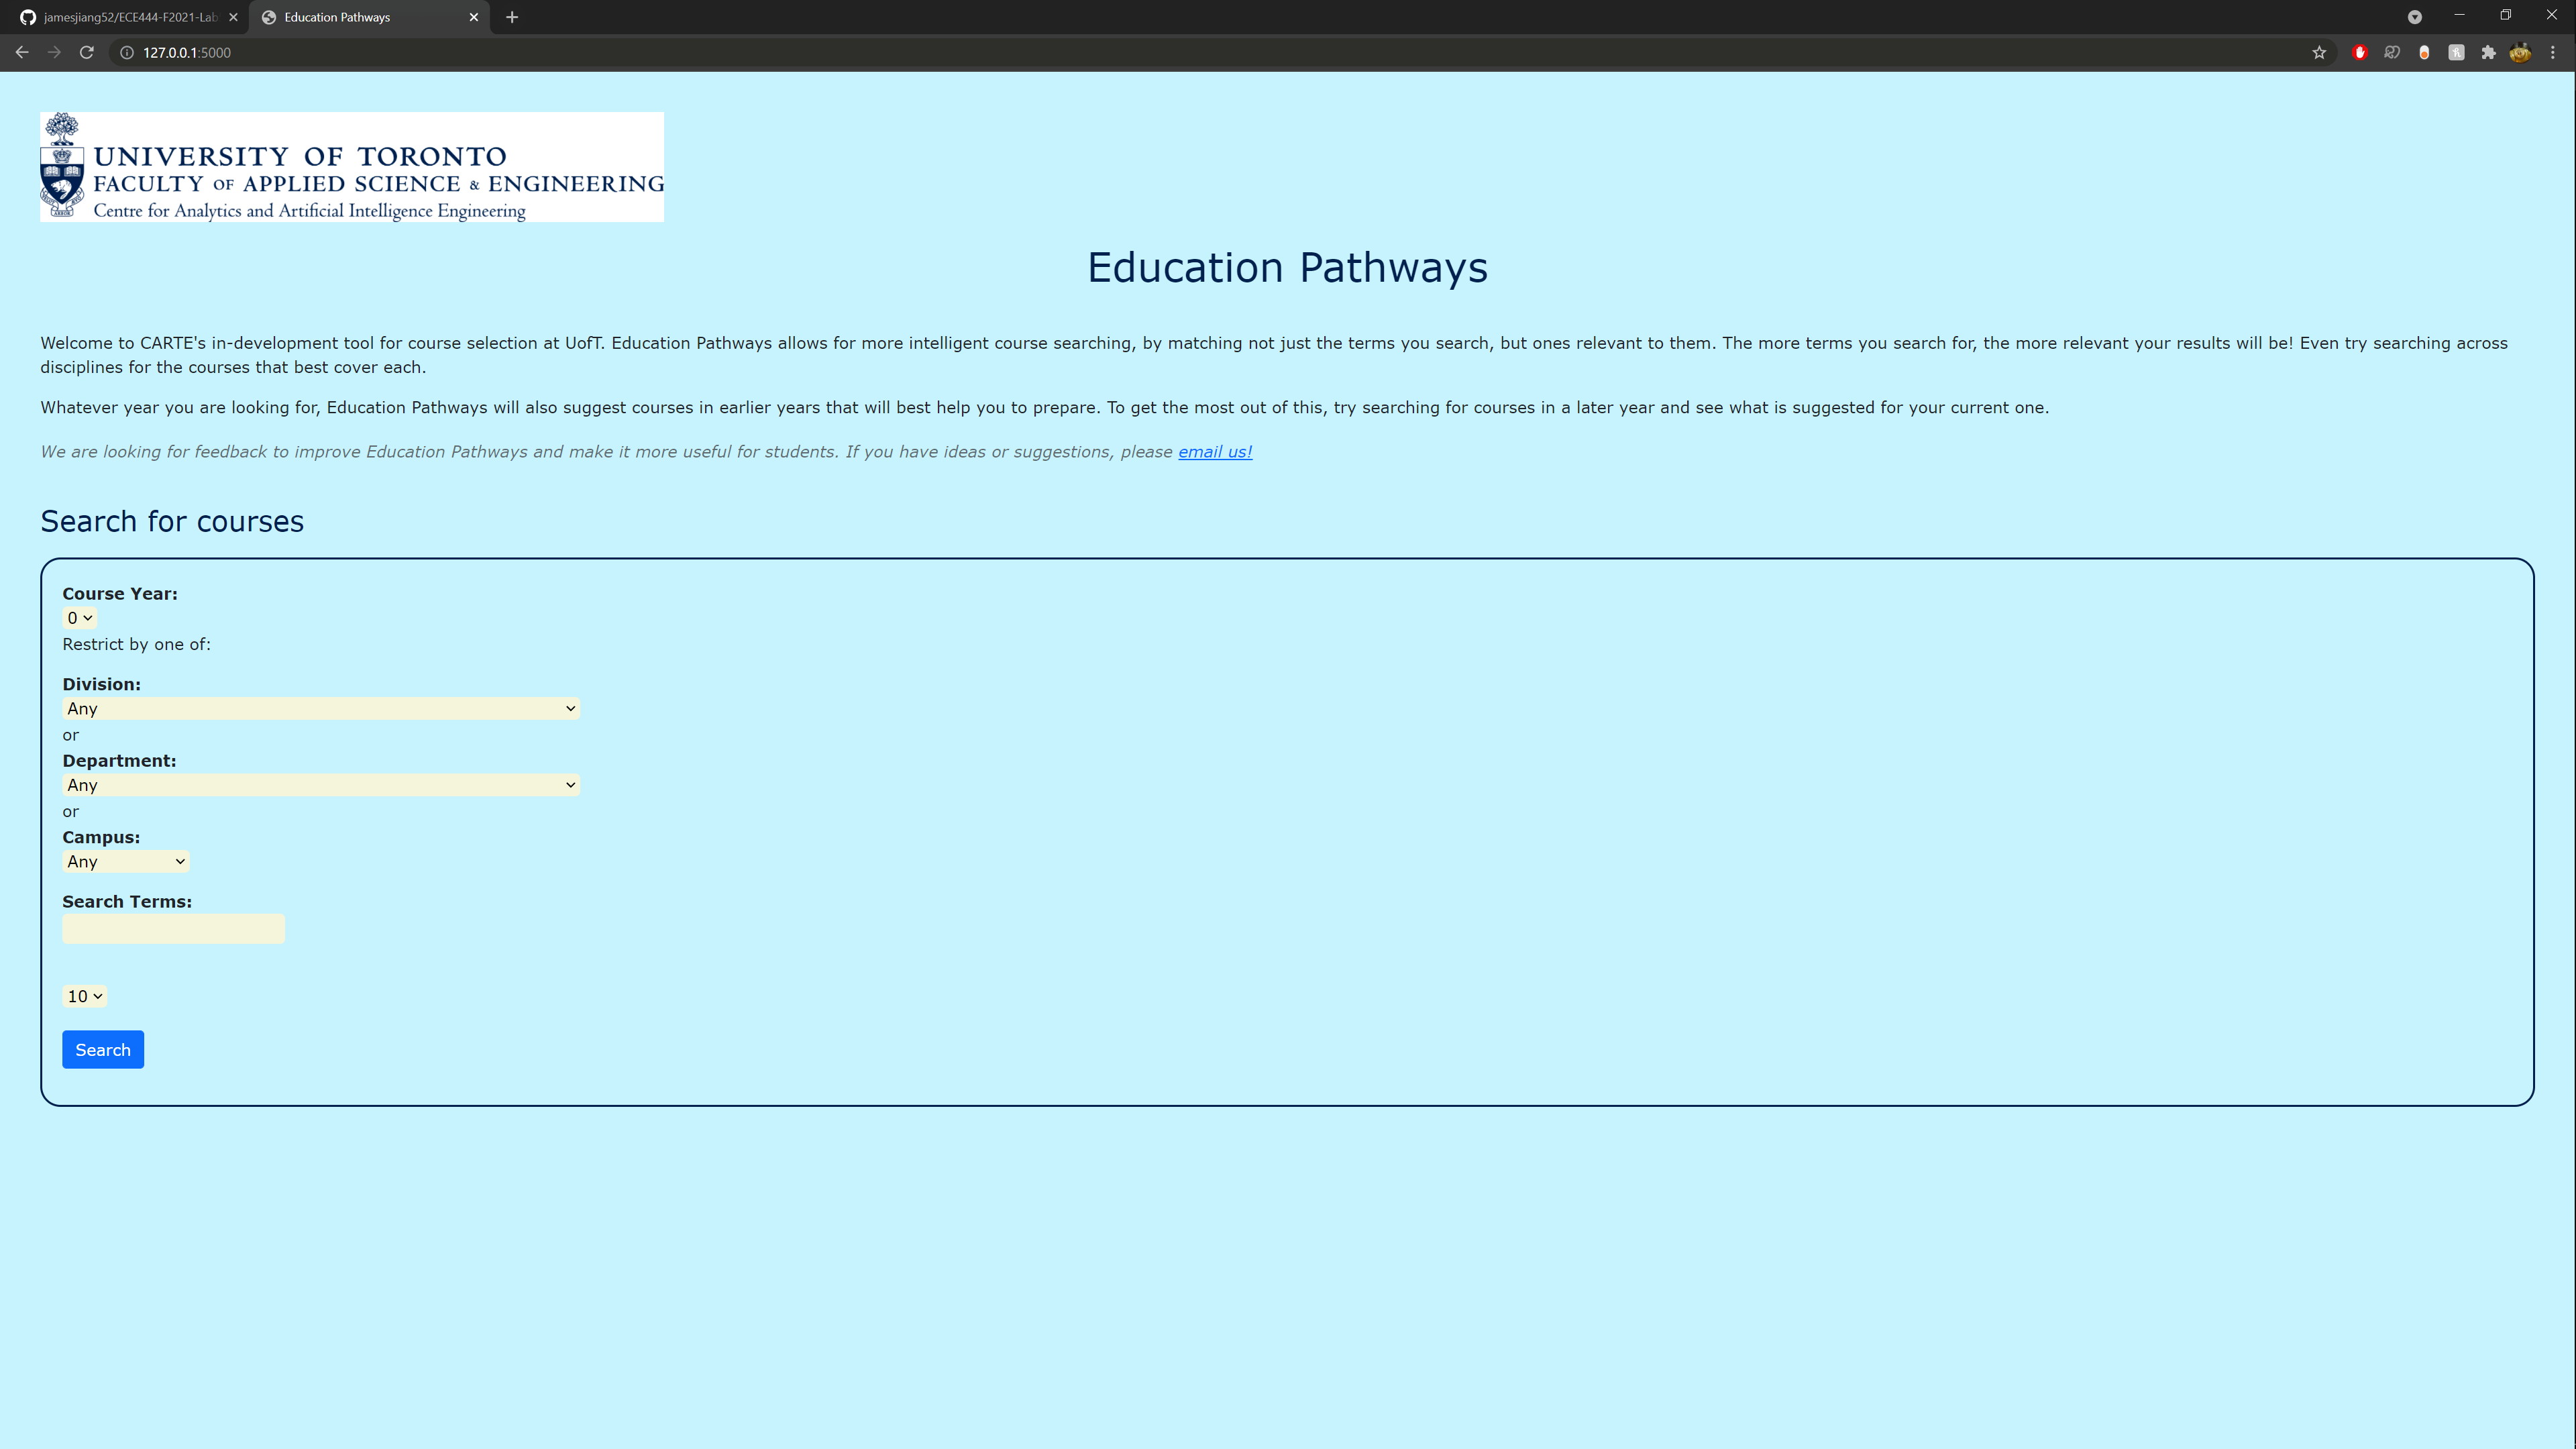 jamesjiang52/ECE444-F2021-Lab
Education Pathways
127.0.0.1:5000
UNIVERSITY OF TORONTO
FACULTY OF APPLIED SCIENCE & ENGINEERING
Centre for Analytics and Artificial Intelligence Engineering
Education Pathways
Welcome to CARTE's in-development tool for course selection at UofT. Education Pathways allows for more intelligent course searching, by matching not just the terms you search, but ones relevant to them. The more terms you search for, the more relevant your results will be! Even try searching across
disciplines for the courses that best cover each.
Whatever year you are looking for, Education Pathways will also suggest courses in earlier years that will best help you to prepare. To get the most out of this, try searching for courses in a later year and see what is suggested for your current one.
We are looking for feedback to improve Education Pathways and make it more useful for students. If you have ideas or suggestions, please email us!
Search for courses
Course Year:
0
Restrict by one of:
Division:
Any
or
Department:
Any
or
Campus:
Any
Search Terms:
10
Search